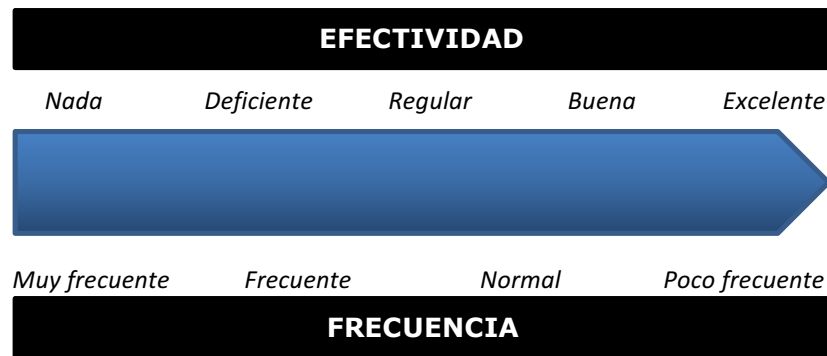 EFECTIVIDAD
Nada Deficiente Regular Buena Excelente
Muy frecuente Frecuente Normal Poco frecuente
FRECUENCIA